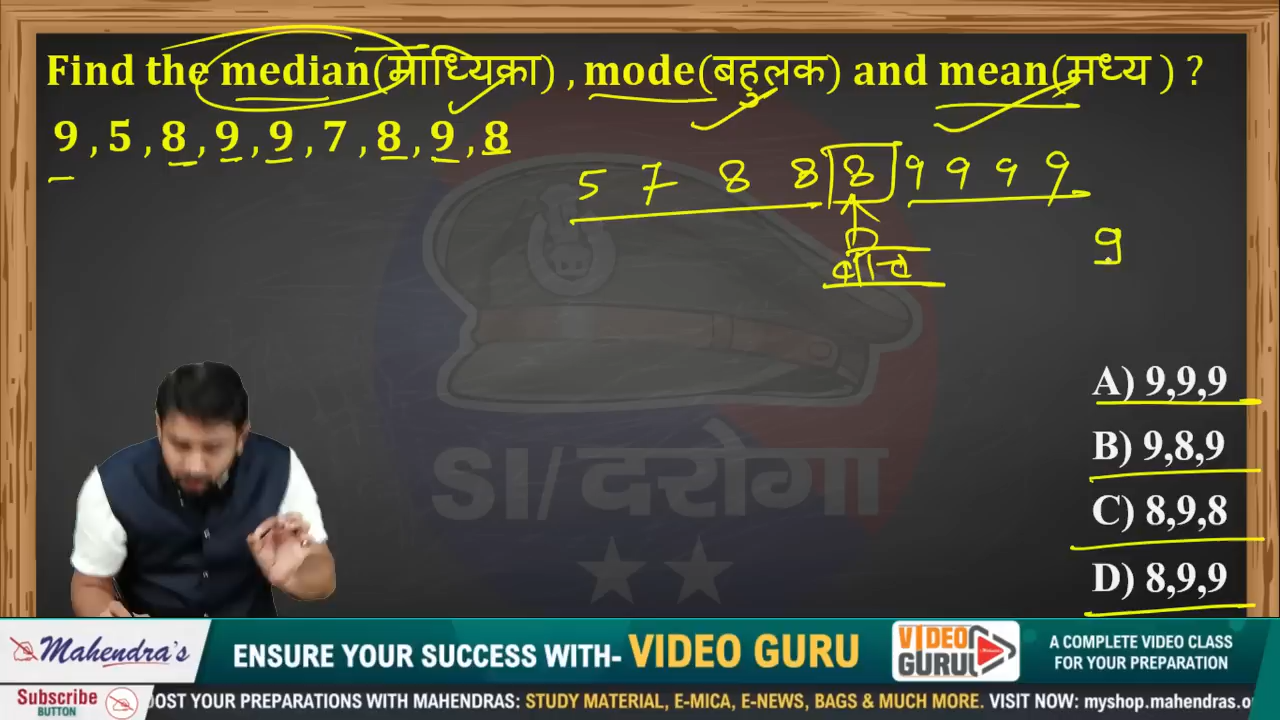 Find the median(माध्यिका) , mode(बहुलक) and mean(मध्य ) ?
9 , 5 , 8 , 9 , 9 , 7 , 8 , 9 , 8
5 7 8 8 8 9 9 9 9
बीच
9
A) 9,9,9
B) 9,8,9
C) 8,9,8
D) 8,9,9
SI/दरोगा
Mahendra's
ENSURE YOUR SUCCESS WITH- VIDEO GURU
VIDEO GURU
A COMPLETE VIDEO CLASS
FOR YOUR PREPARATION
Subscribe
BUTTON
OOST YOUR PREPARATIONS WITH MAHENDRAS: STUDY MATERIAL, E-MICA, E-NEWS, BAGS & MUCH MORE. VISIT NOW: myshop.mahendras.o